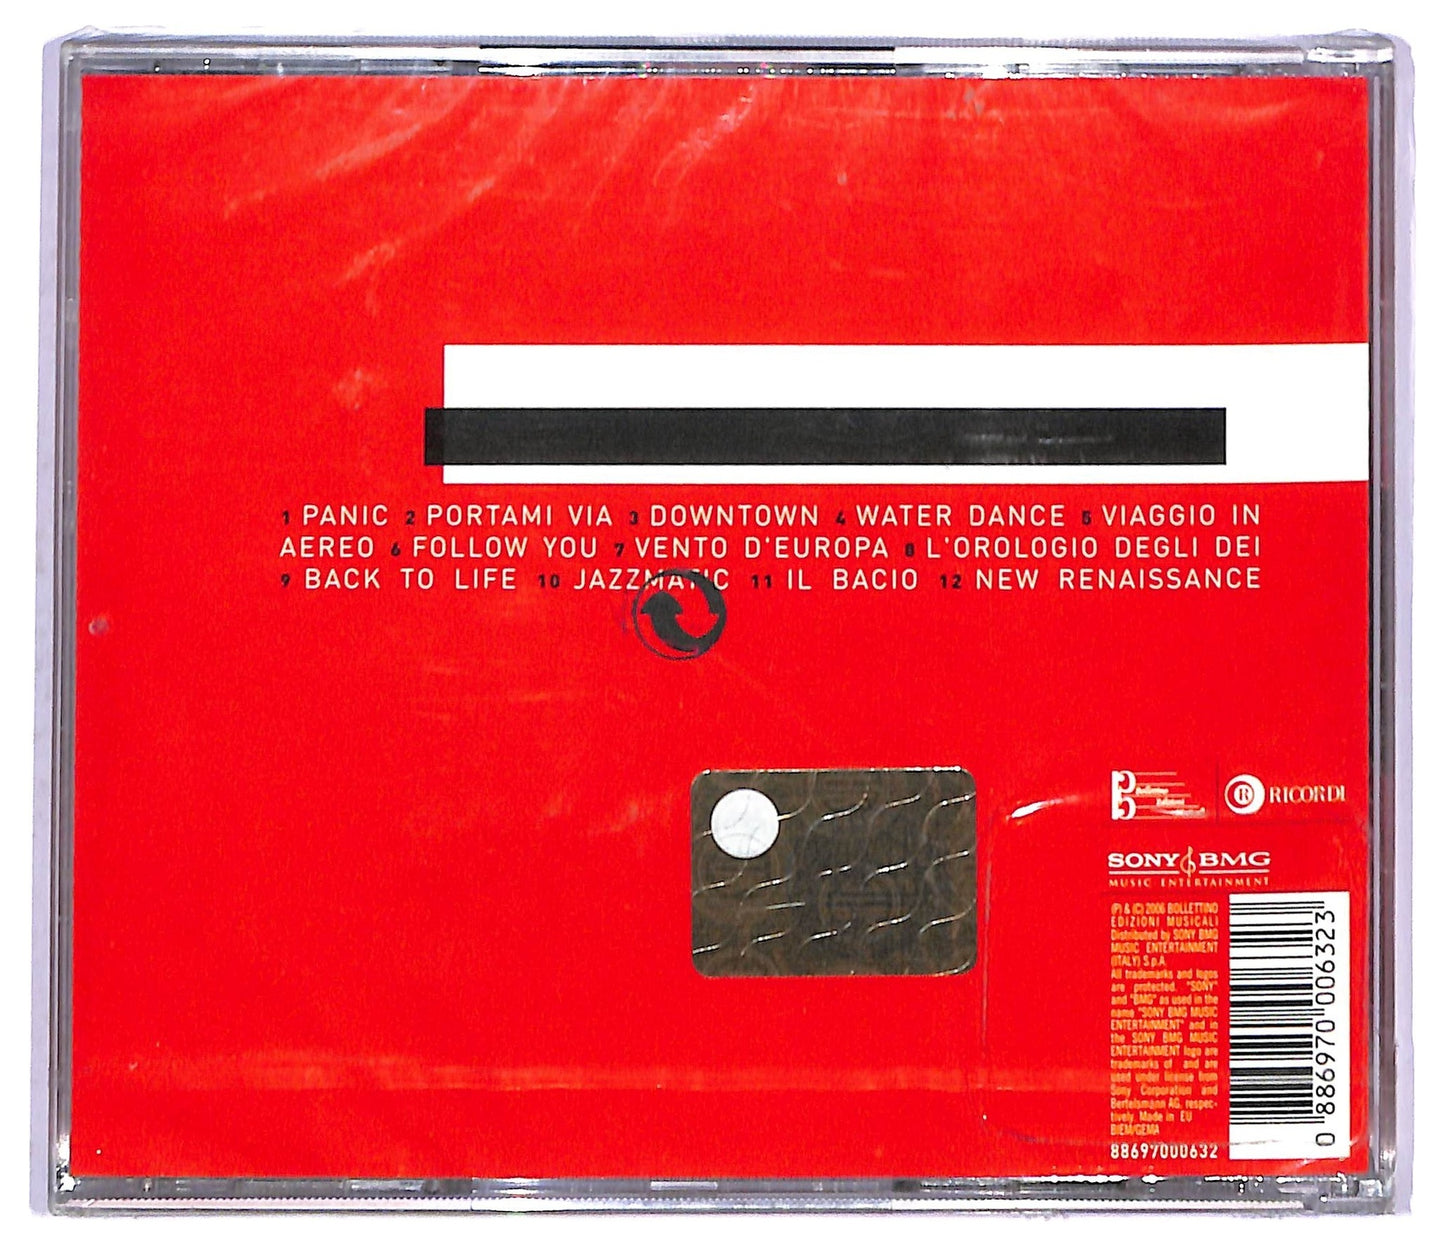 1 PANIC 2 PORTAMI VIA 3 DOWNTOWN 4 WATER DANCE 5 VIAGGIO IN
AEREO 6 FOLLOW YOU 7 VENTO D'EUROPA 8 L'OROLOGIO DEGLI DEI
9 BACK TO LIFE 10 JAZZMATIC 11 IL BACIO 12 NEW RENAISSANCE
Bollettino
Edizioni
R RICORDI
SONY BMG
MUSIC ENTERTAINMENT
(P) & (C) 2006 BOLLETTINO
EDIZIONI MUSICALI
Distributed by SONY BMG
MUSIC ENTERTAINMENT
(ITALY) S.p.A.
All trademarks and logos
are protected. "SONY"
and "BMG" as used in the
name "SONY BMG MUSIC
ENTERTAINMENT" and in
the SONY BMG MUSIC
ENTERTAINMENT logo are
trademarks of and are
used under license from
Sony Corporation and
Bertelsmann AG, respec-
tively. Made in EU
BIEM/GEMA
88697000632
0 886970 006323